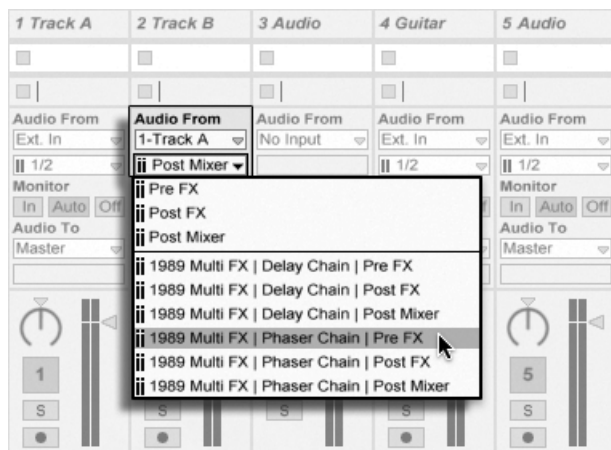 1 Track A 2 Track B 3 Audio 4 Guitar 5 Audio
Audio From Audio From Audio From Audio From Audio From
Ext. In 1-Track A No Input Ext. In Ext. In
1/2 Post Mixer 1/2 1/2
Monitor Pre FX Monitor
In Auto Off Post FX In Auto Off
Audio To Post Mixer Audio To
Master Master
1989 Multi FX | Delay Chain | Pre FX
1989 Multi FX | Delay Chain | Post FX
1989 Multi FX | Delay Chain | Post Mixer
1989 Multi FX | Phaser Chain | Pre FX
1989 Multi FX | Phaser Chain | Post FX
1989 Multi FX | Phaser Chain | Post Mixer
1 5
S S S S S